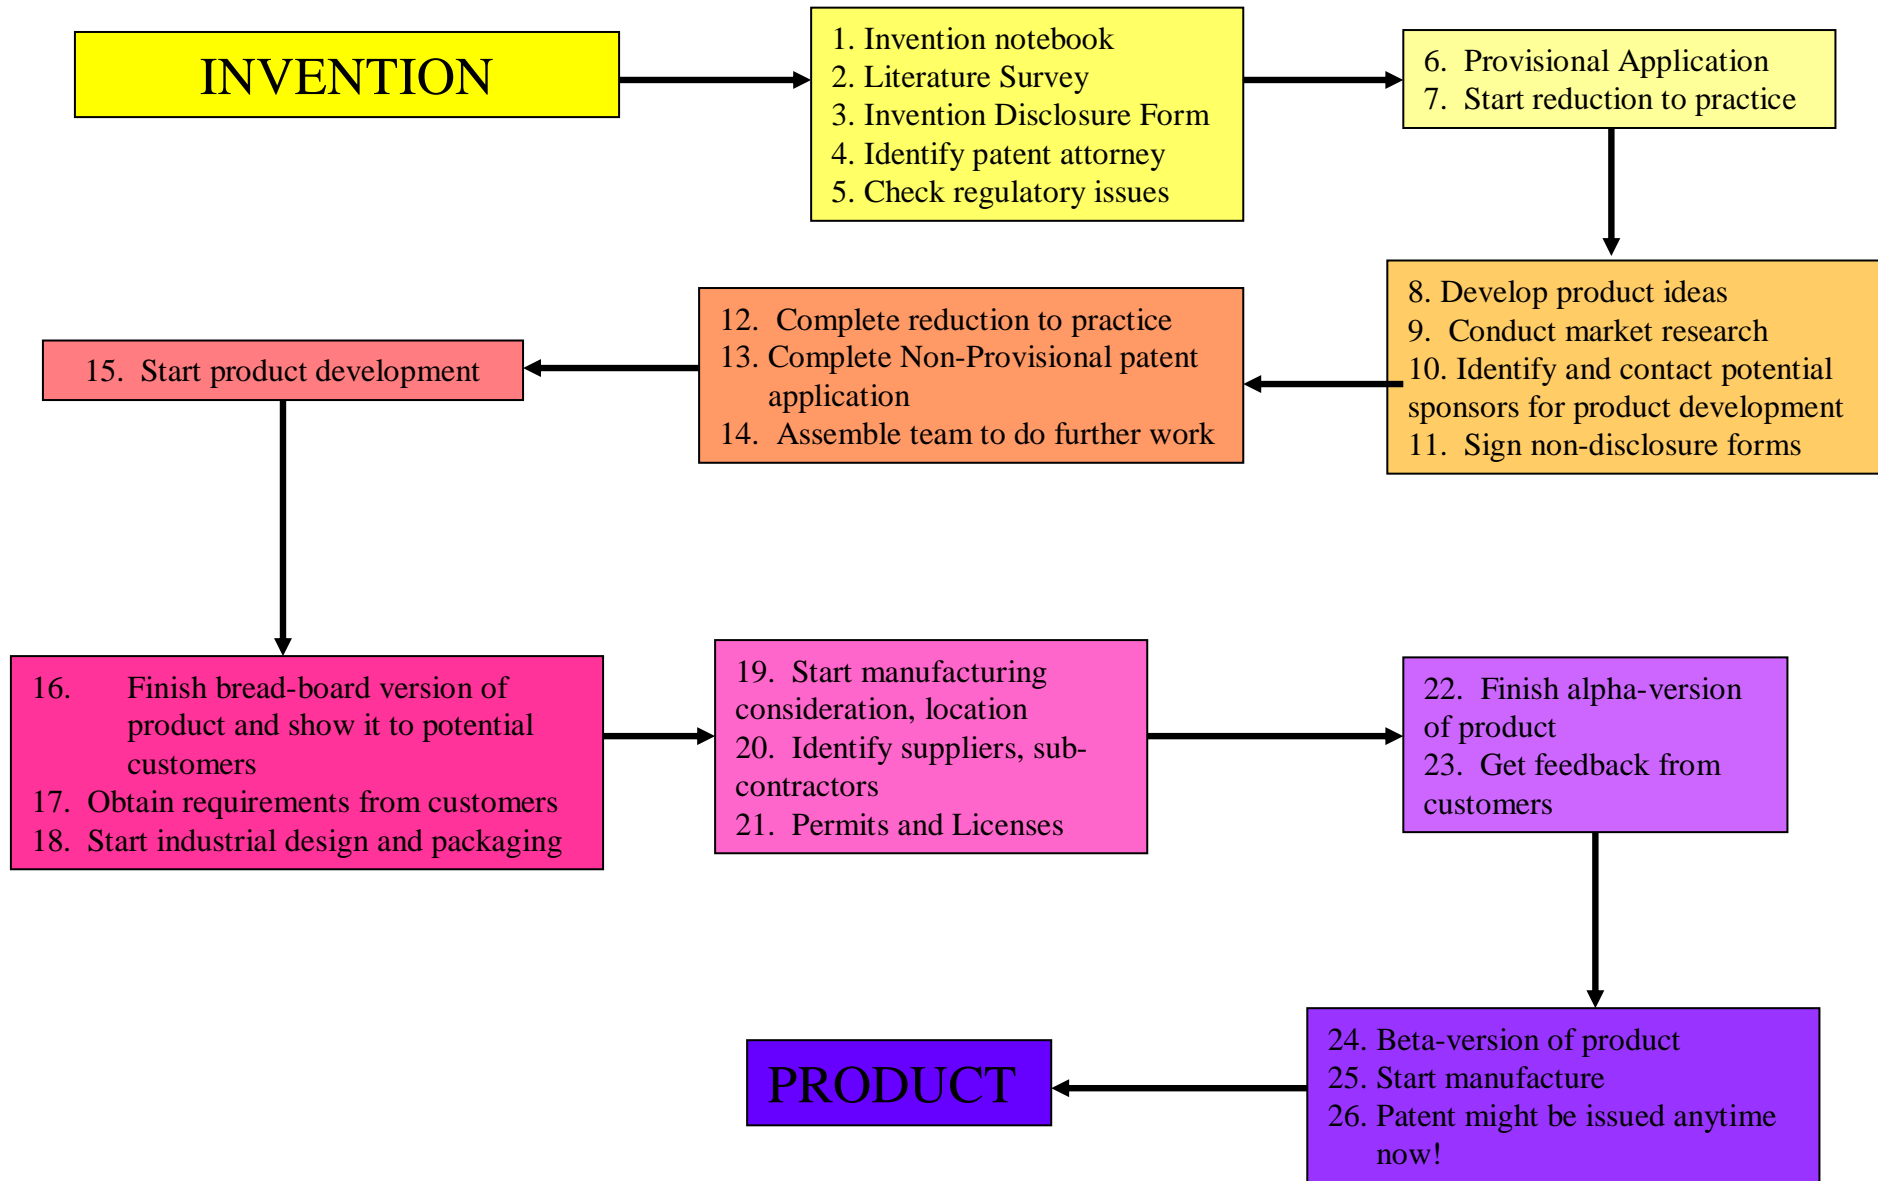 INVENTION
1. Invention notebook
2. Literature Survey
3. Invention Disclosure Form
4. Identify patent attorney
5. Check regulatory issues
6. Provisional Application
7. Start reduction to practice
8. Develop product ideas
9. Conduct market research
10. Identify and contact potential
sponsors for product development
11. Sign non-disclosure forms
12. Complete reduction to practice
13. Complete Non-Provisional patent
application
14. Assemble team to do further work
15. Start product development
16. Finish bread-board version of
product and show it to potential
customers
17. Obtain requirements from customers
18. Start industrial design and packaging
19. Start manufacturing
consideration, location
20. Identify suppliers, sub-
contractors
21. Permits and Licenses
22. Finish alpha-version
of product
23. Get feedback from
customers
24. Beta-version of product
25. Start manufacture
26. Patent might be issued anytime
now!
PRODUCT